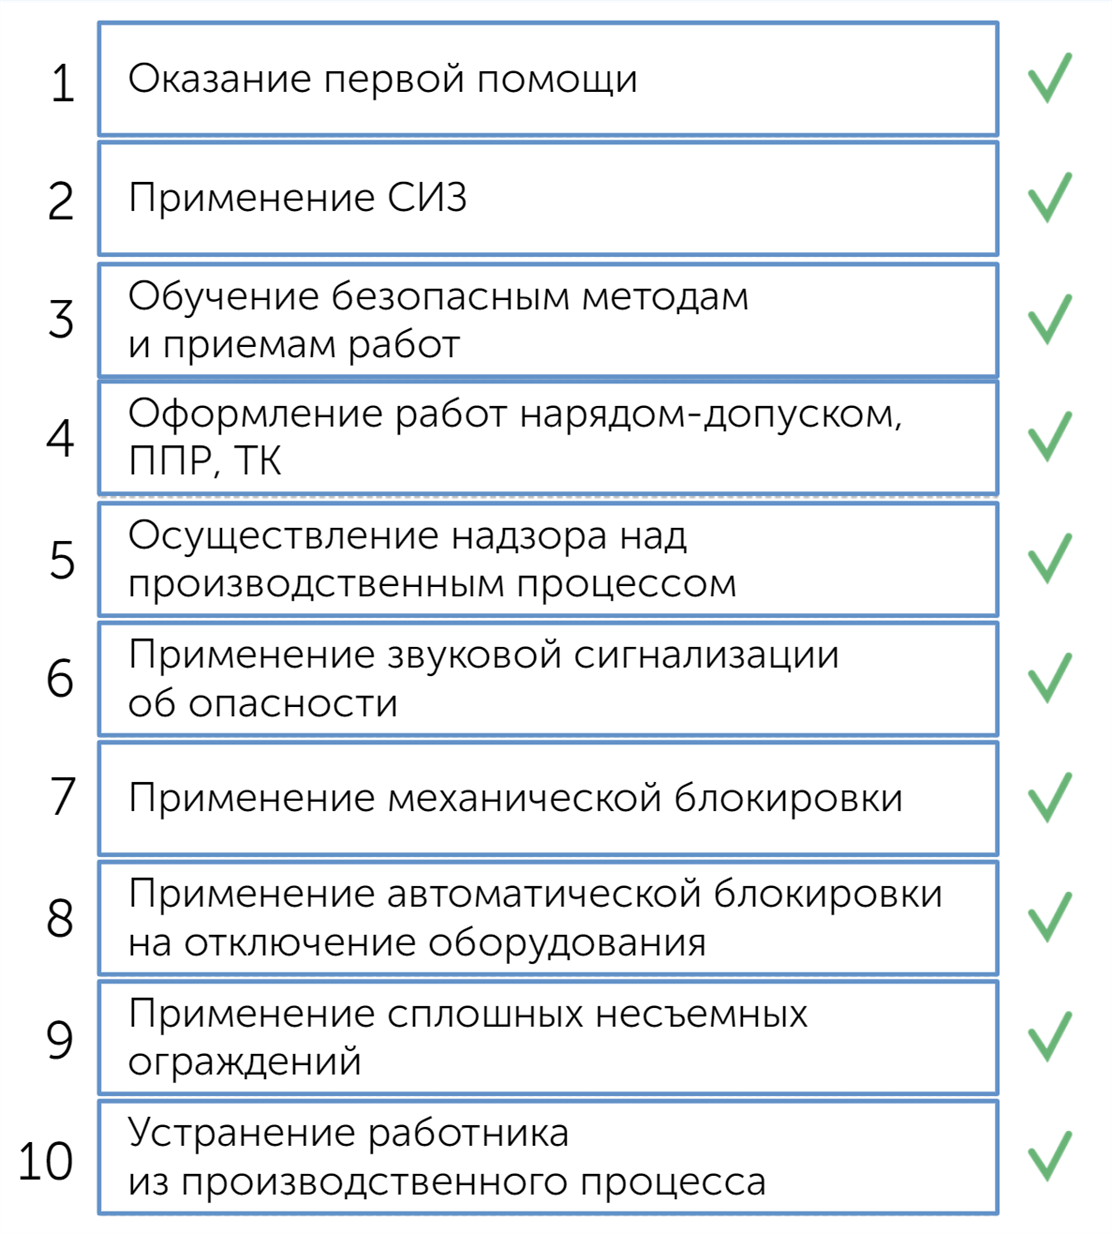 1 Оказание первой помощи
2 Применение СИЗ
3 Обучение безопасным методам
и приемам работ
4 Оформление работ нарядом-допуском,
ППР, ТК
5 Осуществление надзора над
производственным процессом
6 Применение звуковой сигнализации
об опасности
7 Применение механической блокировки
8 Применение автоматической блокировки
на отключение оборудования
9 Применение сплошных несъемных
ограждений
10 Устранение работника
из производственного процесса